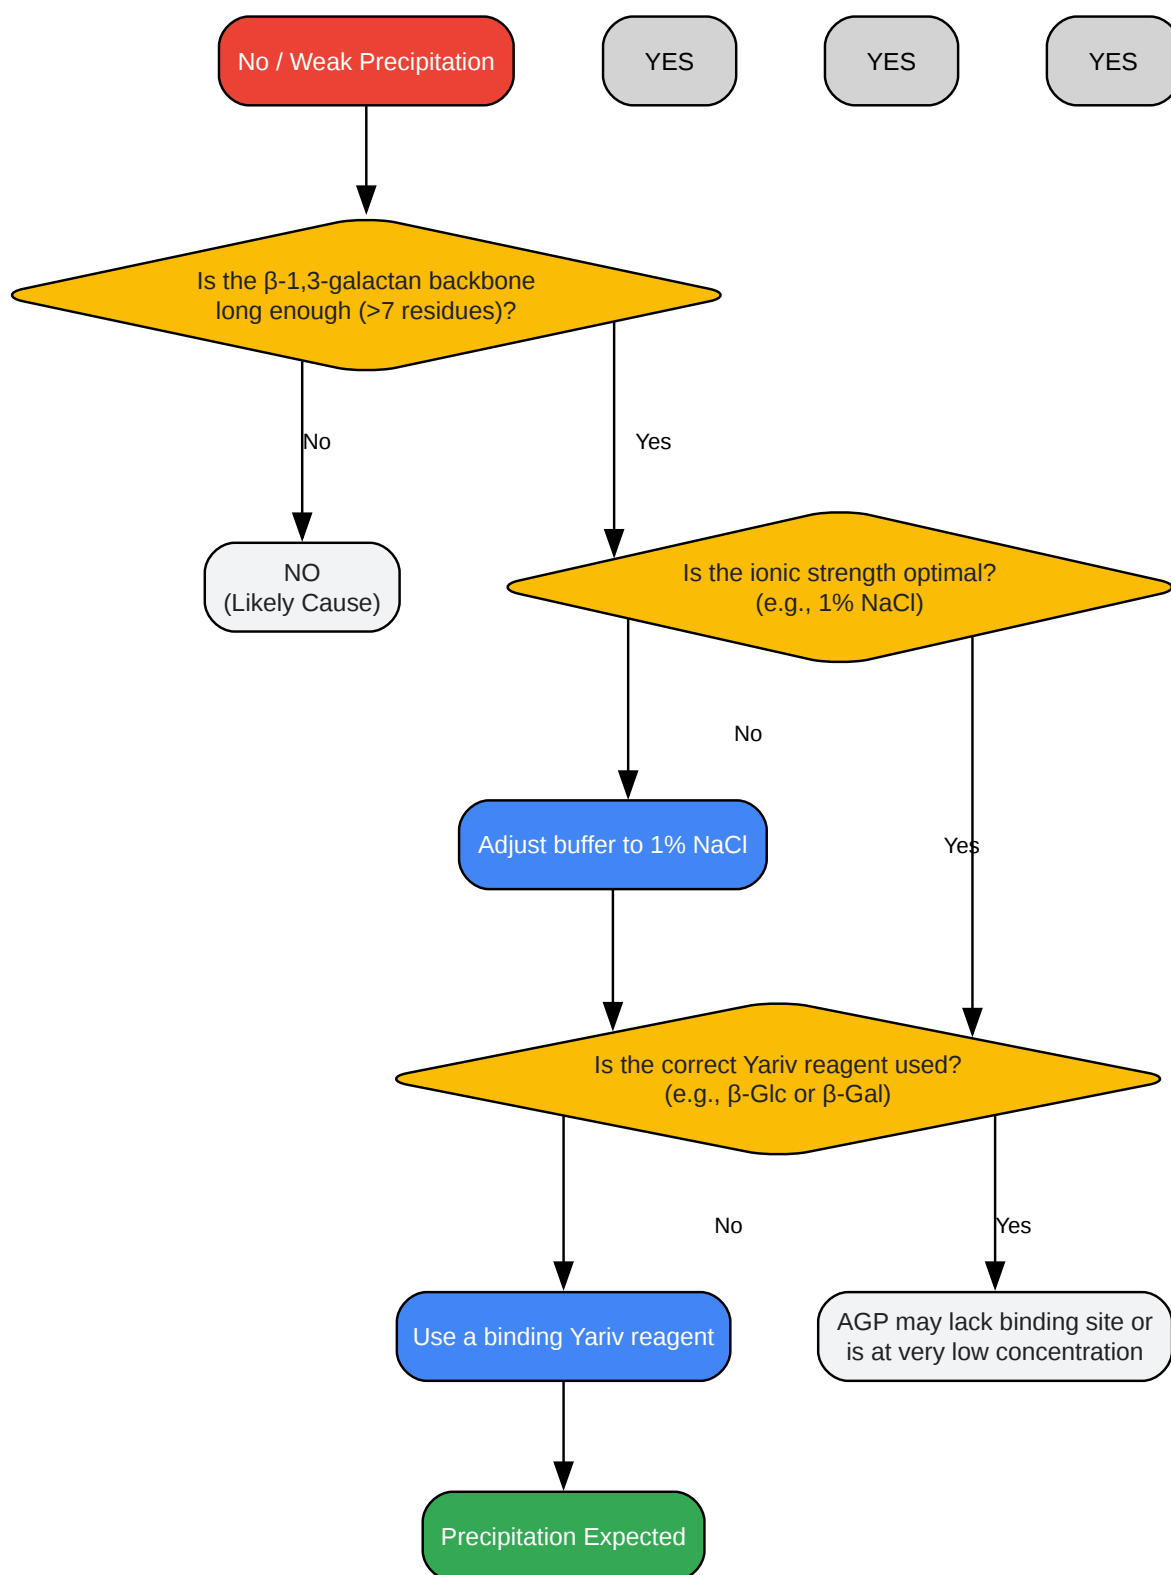 No / Weak Precipitation
YES
YES
YES
Is the β-1,3-galactan backbone
long enough (>7 residues)?
No
Yes
NO
(Likely Cause)
Is the ionic strength optimal?
(e.g., 1% NaCl)
No
Adjust buffer to 1% NaCl
Yes
Is the correct Yariv reagent used?
(e.g., β-Glc or β-Gal)
No
Yes
Use a binding Yariv reagent
AGP may lack binding site or
is at very low concentration
Precipitation Expected